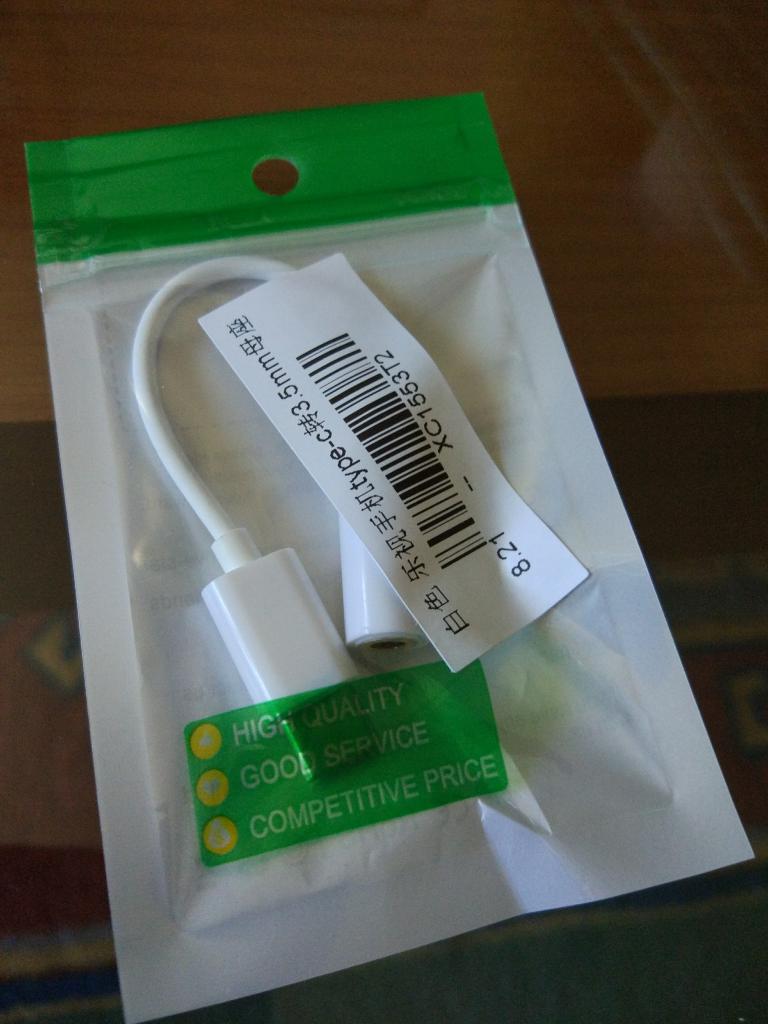 白色 乐视手机type-c转3.5mm母座
XC1553T2
--
8.21
HIGH QUALITY
GOOD SERVICE
COMPETITIVE PRICE